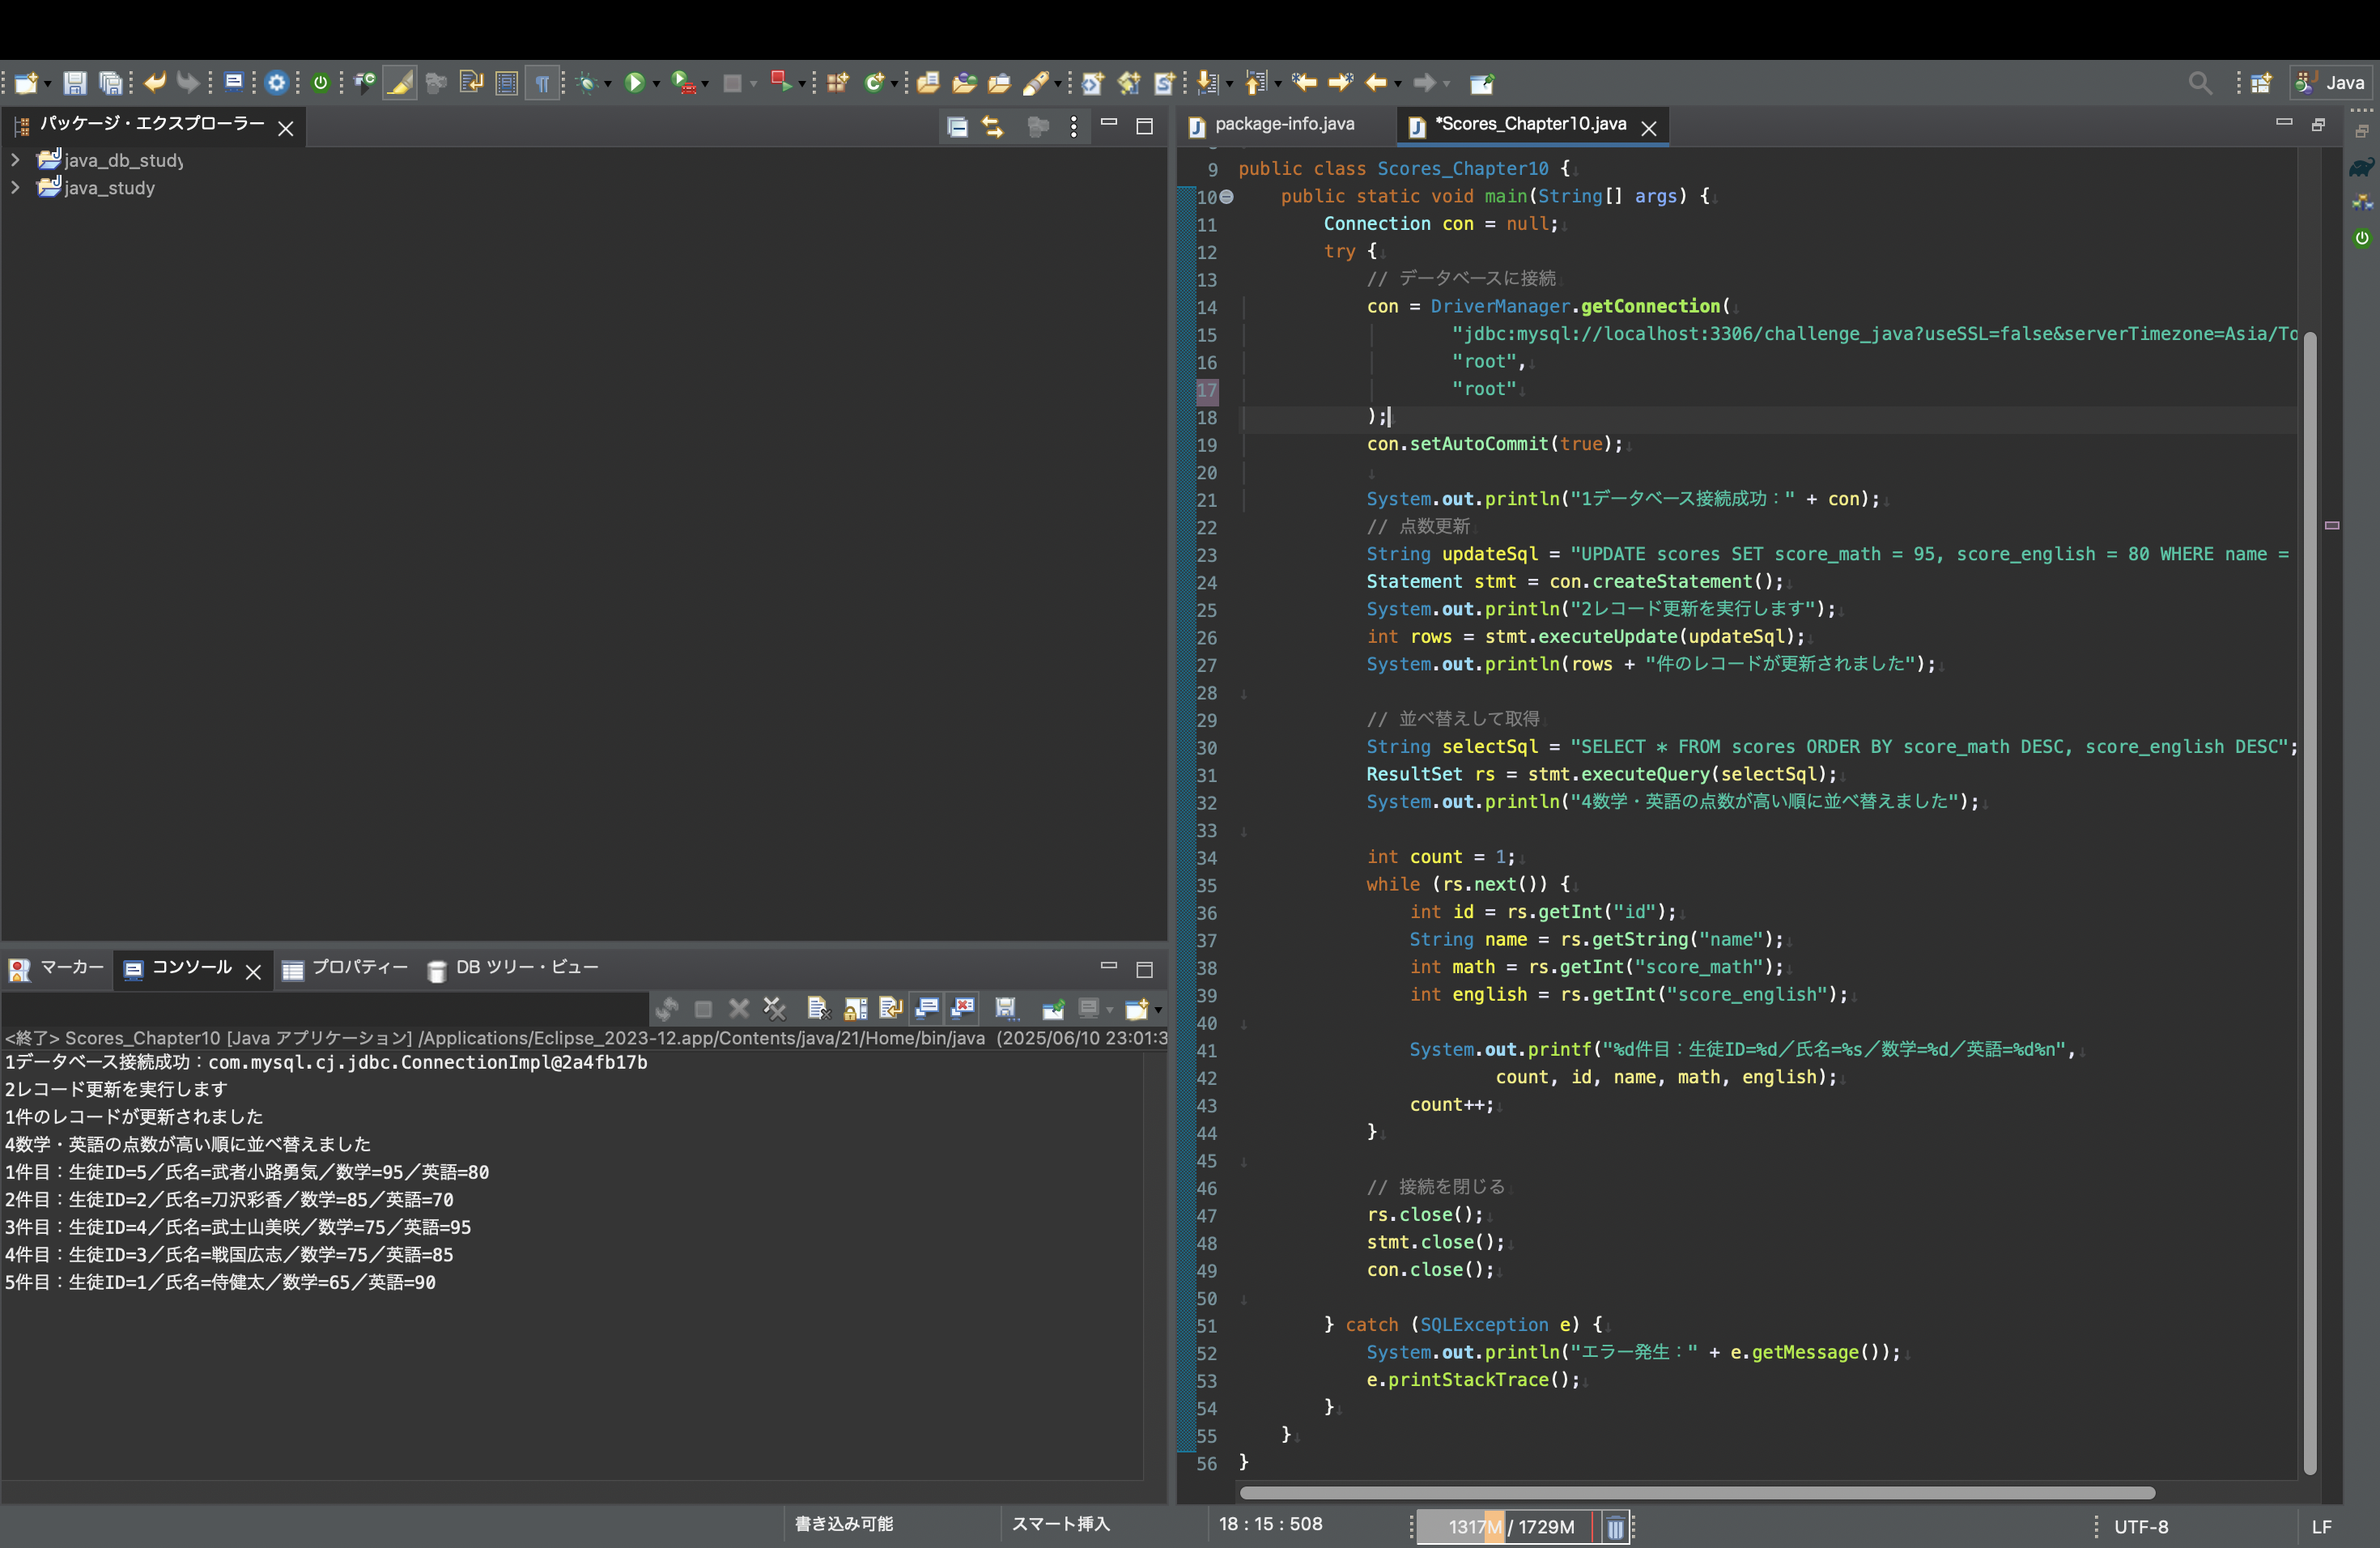 Java
パッケージ・エクスプローラー
java_db_study
java_study
package-info.java
*Scores_Chapter10.java
9 public class Scores_Chapter10 {
10 public static void main(String[] args) {
11 Connection con = null;
12 try {
13 // データベースに接続
14 con = DriverManager.getConnection(
15 "jdbc:mysql://localhost:3306/challenge_java?useSSL=false&serverTimezone=Asia/To
16 "root",
17 "root"
18 );
19 con.setAutoCommit(true);
20
21 System.out.println("1データベース接続成功：" + con);
22 // 点数更新
23 String updateSql = "UPDATE scores SET score_math = 95, score_english = 80 WHERE name =
24 Statement stmt = con.createStatement();
25 System.out.println("2レコード更新を実行します");
26 int rows = stmt.executeUpdate(updateSql);
27 System.out.println(rows + "件のレコードが更新されました");
28
29 // 並べ替えして取得
30 String selectSql = "SELECT * FROM scores ORDER BY score_math DESC, score_english DESC";
31 ResultSet rs = stmt.executeQuery(selectSql);
32 System.out.println("4数学・英語の点数が高い順に並べ替えました");
33
34 int count = 1;
35 while (rs.next()) {
36 int id = rs.getInt("id");
37 String name = rs.getString("name");
38 int math = rs.getInt("score_math");
39 int english = rs.getInt("score_english");
40
41 System.out.printf("%d件目：生徒ID=%d／氏名=%s／数学=%d／英語=%d%n",
42 count, id, name, math, english);
43 count++;
44 }
45
46 // 接続を閉じる
47 rs.close();
48 stmt.close();
49 con.close();
50
51 } catch (SQLException e) {
52 System.out.println("エラー発生：" + e.getMessage());
53 e.printStackTrace();
54 }
55 }
56 }
マーカー
コンソール
プロパティー
DB ツリー・ビュー
<終了> Scores_Chapter10 [Java アプリケーション] /Applications/Eclipse_2023-12.app/Contents/java/21/Home/bin/java (2025/06/10 23:01:3
1データベース接続成功：com.mysql.cj.jdbc.ConnectionImpl@2a4fb17b
2レコード更新を実行します
1件のレコードが更新されました
4数学・英語の点数が高い順に並べ替えました
1件目：生徒ID=5／氏名=武者小路勇気／数学=95／英語=80
2件目：生徒ID=2／氏名=刀沢彩香／数学=85／英語=70
3件目：生徒ID=4／氏名=武士山美咲／数学=75／英語=95
4件目：生徒ID=3／氏名=戦国広志／数学=75／英語=85
5件目：生徒ID=1／氏名=侍健太／数学=65／英語=90
書き込み可能
スマート挿入
18 : 15 : 508
1317M / 1729M
UTF-8
LF